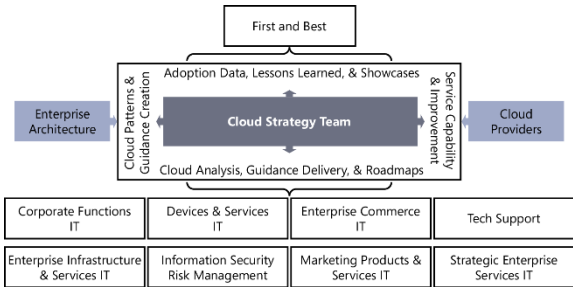 First and Best
Adoption Data, Lessons Learned, & Showcases
Cloud Patterns &
Guidance Creation
Service Capability
& Improvement
Enterprise
Architecture
Cloud Strategy Team
Cloud
Providers
Cloud Analysis, Guidance Delivery, & Roadmaps
Corporate Functions
IT
Devices & Services
IT
Enterprise Commerce
IT
Tech Support
Enterprise Infrastructure
& Services IT
Information Security
Risk Management
Marketing Products &
Services IT
Strategic Enterprise
Services IT